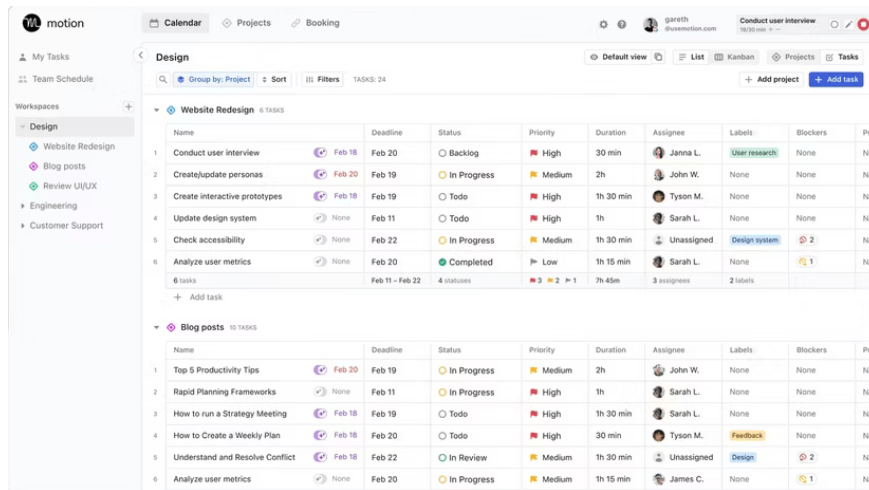 motion
Calendar Projects Booking
gareth
@usemotion.com
Conduct user interview
My Tasks
Team Schedule
Workspaces
Design
Website Redesign
Blog posts
Review UI/UX
Engineering
Customer Support
Design
Default view List Kanban Projects Tasks
Group by: Project Sort Filters TASKS: 24
Add project Add task
Website Redesign 6 TASKS
Name Deadline Status Priority Duration Assignee Labels Blockers
1 Conduct user interview Feb 18 Feb 20 Backlog High 30 min Janna L. User research None
2 Create/update personas Feb 20 Feb 19 In Progress Medium 2h John W. None None
3 Create interactive prototypes Feb 18 Feb 19 Todo High 1h 30 min Tyson M. None None
4 Update design system None Feb 11 Todo High 1h Sarah L. None None
5 Check accessibility None Feb 22 In Progress Medium 1h 30 min Unassigned Design system 2
6 Analyze user metrics None Feb 20 Completed Low 1h 15 min Sarah L. None 1
6 tasks Feb 11 – Feb 22 4 statuses 3 2 1 7h 45m 3 assignees 2 labels
Add task
Blog posts 10 TASKS
Name Deadline Status Priority Duration Assignee Labels Blockers
1 Top 5 Productivity Tips Feb 20 Feb 19 In Progress Medium 2h John W. None None
2 Rapid Planning Frameworks None Feb 11 In Progress High 1h Sarah L. None None
3 How to run a Strategy Meeting Feb 18 Feb 19 Todo High 1h 30 min Sarah L. None None
4 How to Create a Weekly Plan Feb 18 Feb 20 Todo High 30 min Tyson M. Feedback None
5 Understand and Resolve Conflict Feb 18 Feb 22 In Review Medium 1h 30 min Unassigned Design 2
6 Analyze user metrics None Feb 20 In Progress Medium 1h 15 min James C. None 1